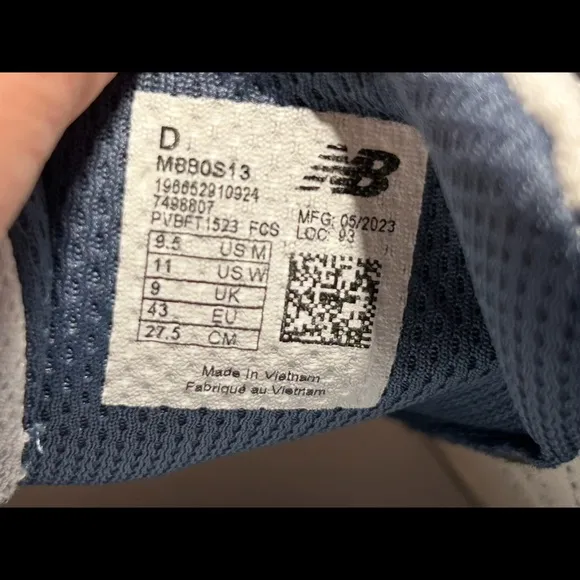 D
M880S13
196652910924
7498807
PVBFT1523 FCS
NB
MFG: 05/2023
LOC: 93
9.5 US M
11 US W
9 UK
43 EU
27.5 CM
Made in Vietnam
Fabriqué au Vietnam